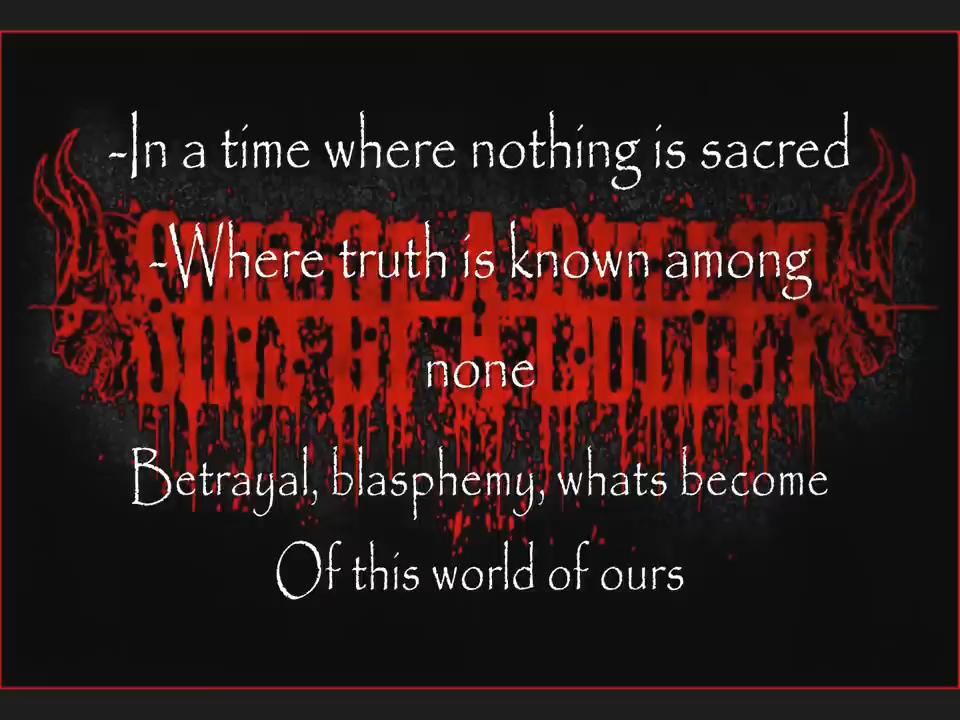 -In a time where nothing is sacred
-Where truth is known among
none
Betrayal, blasphemy, whats become
Of this world of ours